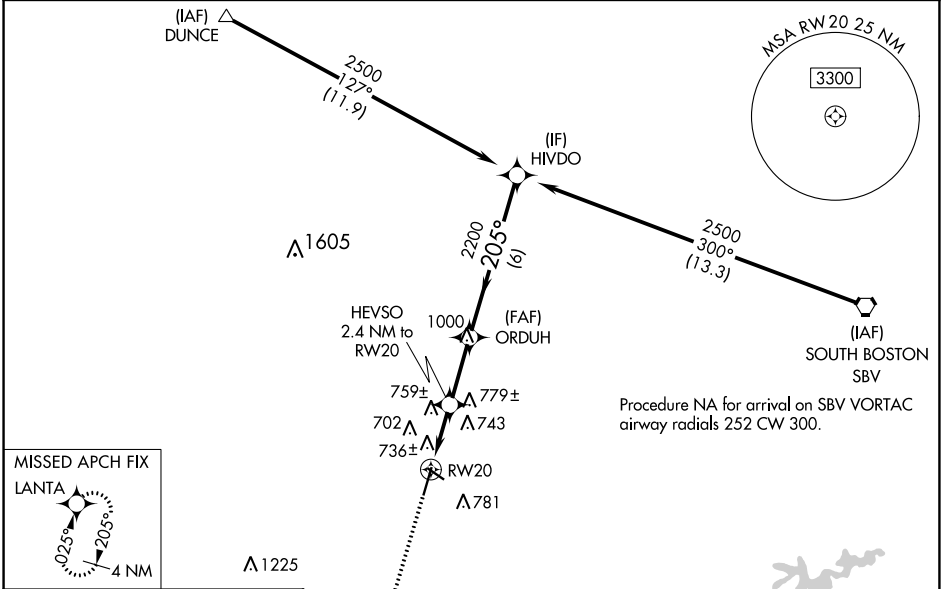 (IAF)
DUNCE
2500
127°
(11.9)
MSA RW20 25 NM
3300
(IF)
HIVDO
1605
2200
205°
(6)
2500
300°
(13.3)
(IAF)
SOUTH BOSTON
SBV
HEVSO
2.4 NM to
RW20
1000
(FAF)
ORDUH
759±
779±
702
743
736±
Procedure NA for arrival on SBV VORTAC
airway radials 252 CW 300.
RW20
781
MISSED APCH FIX
LANTA
025°
205°
4 NM
1225